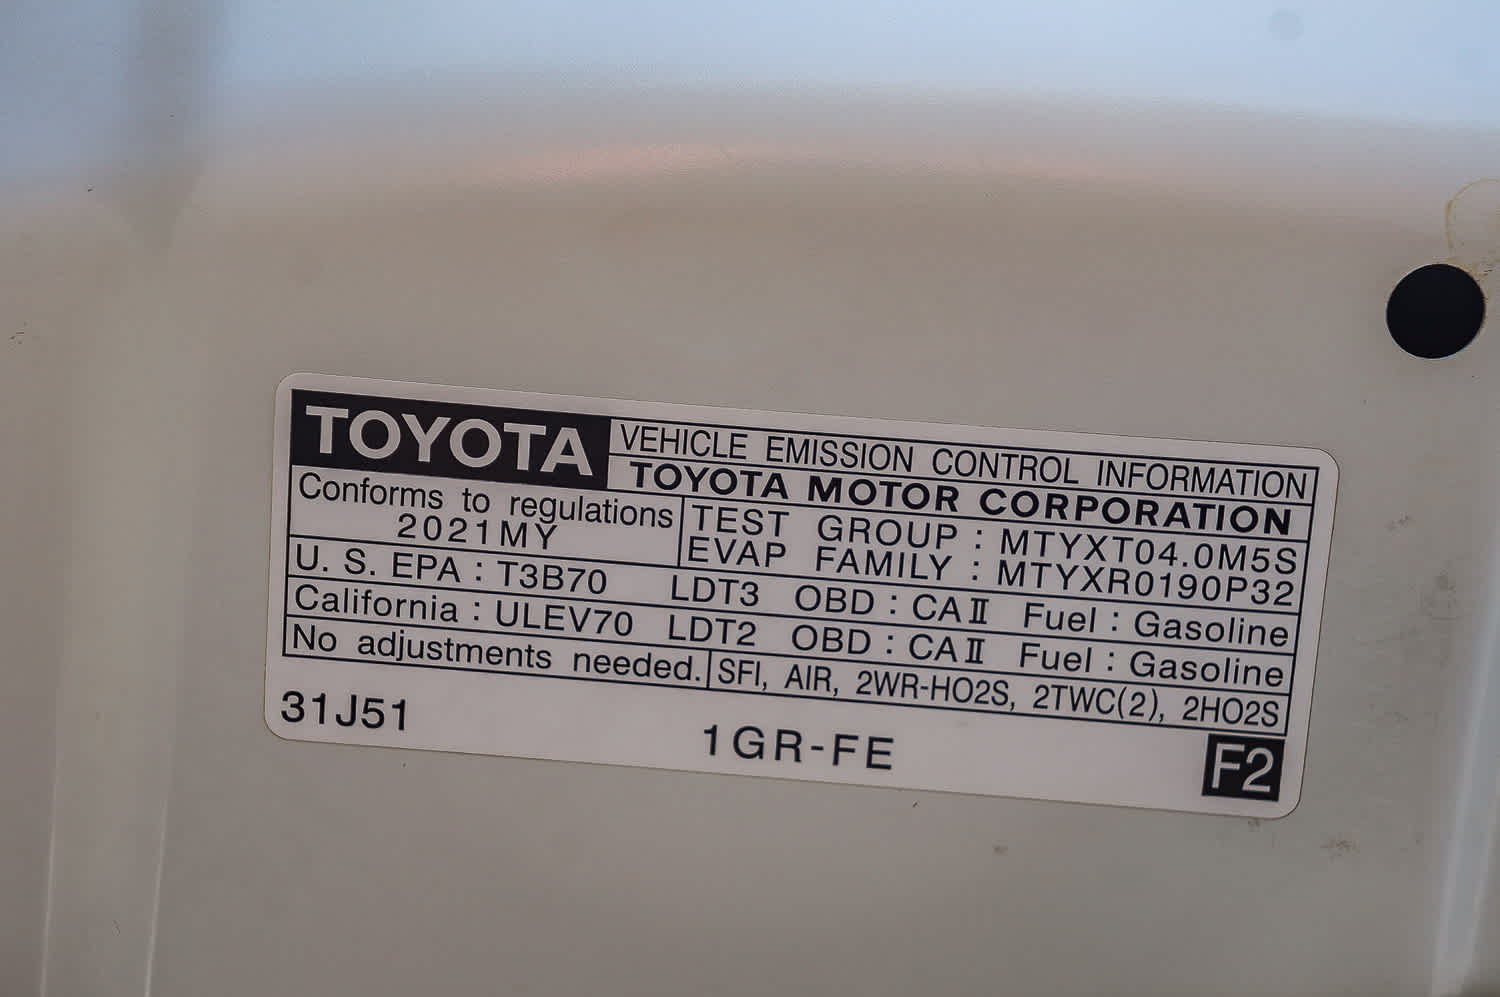 TOYOTA VEHICLE EMISSION CONTROL INFORMATION
TOYOTA MOTOR CORPORATION
Conforms to regulations
2021MY
TEST GROUP : MTYXT04.0M5S
EVAP FAMILY : MTYXR0190P32
U. S. EPA : T3B70 LDT3 OBD : CAⅡ Fuel : Gasoline
California : ULEV70 LDT2 OBD : CAⅡ Fuel : Gasoline
No adjustments needed. SFI, AIR, 2WR-HO2S, 2TWC(2), 2HO2S
31J51 1GR-FE F2